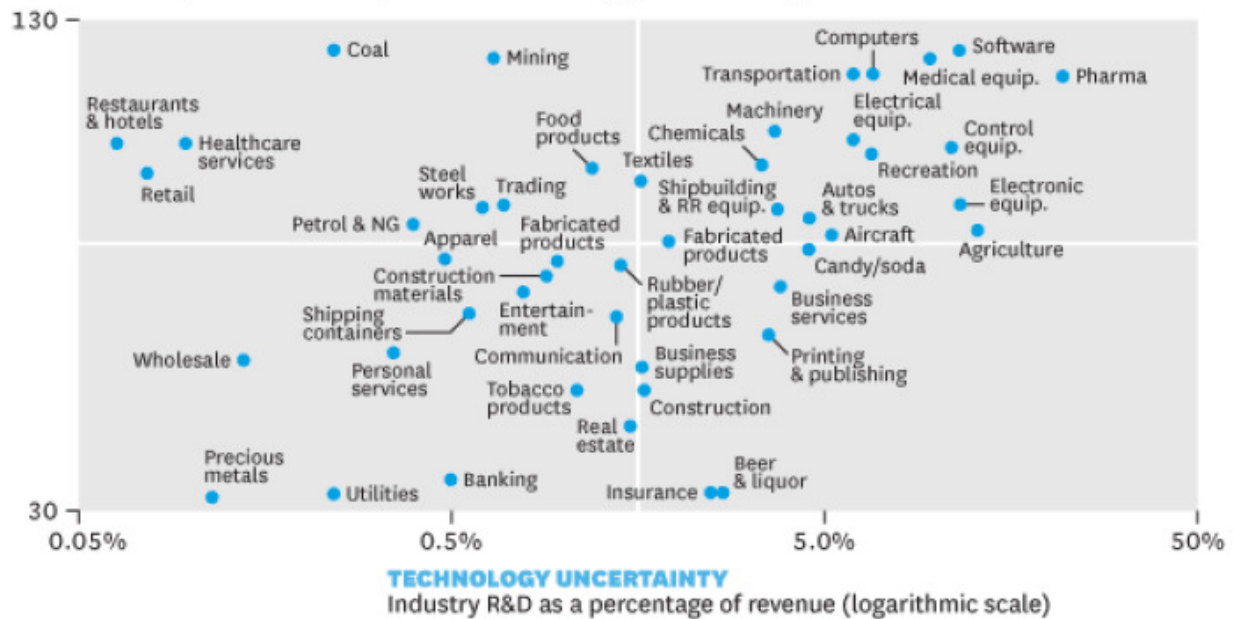 130
Coal
Mining
Computers
Software
Transportation
Medical equip.
Pharma
Restaurants
& hotels
Healthcare
services
Retail
Food
products
Machinery
Chemicals
Electrical
equip.
Control
equip.
Recreation
Textiles
Steel
works
Trading
Shipbuilding
& RR equip.
Autos
& trucks
Electronic
equip.
Petrol & NG
Apparel
Fabricated
products
Fabricated
products
Aircraft
Agriculture
Candy/soda
Construction
materials
Rubber/
plastic
products
Business
services
Shipping
containers
Entertain-
ment
Communication
Printing
& publishing
Wholesale
Personal
services
Business
supplies
Tobacco
products
Construction
Real
estate
Precious
metals
Utilities
Banking
Insurance
Beer
& liquor
30
0.05%
0.5%
5.0%
50%
TECHNOLOGY UNCERTAINTY
Industry R&D as a percentage of revenue (logarithmic scale)